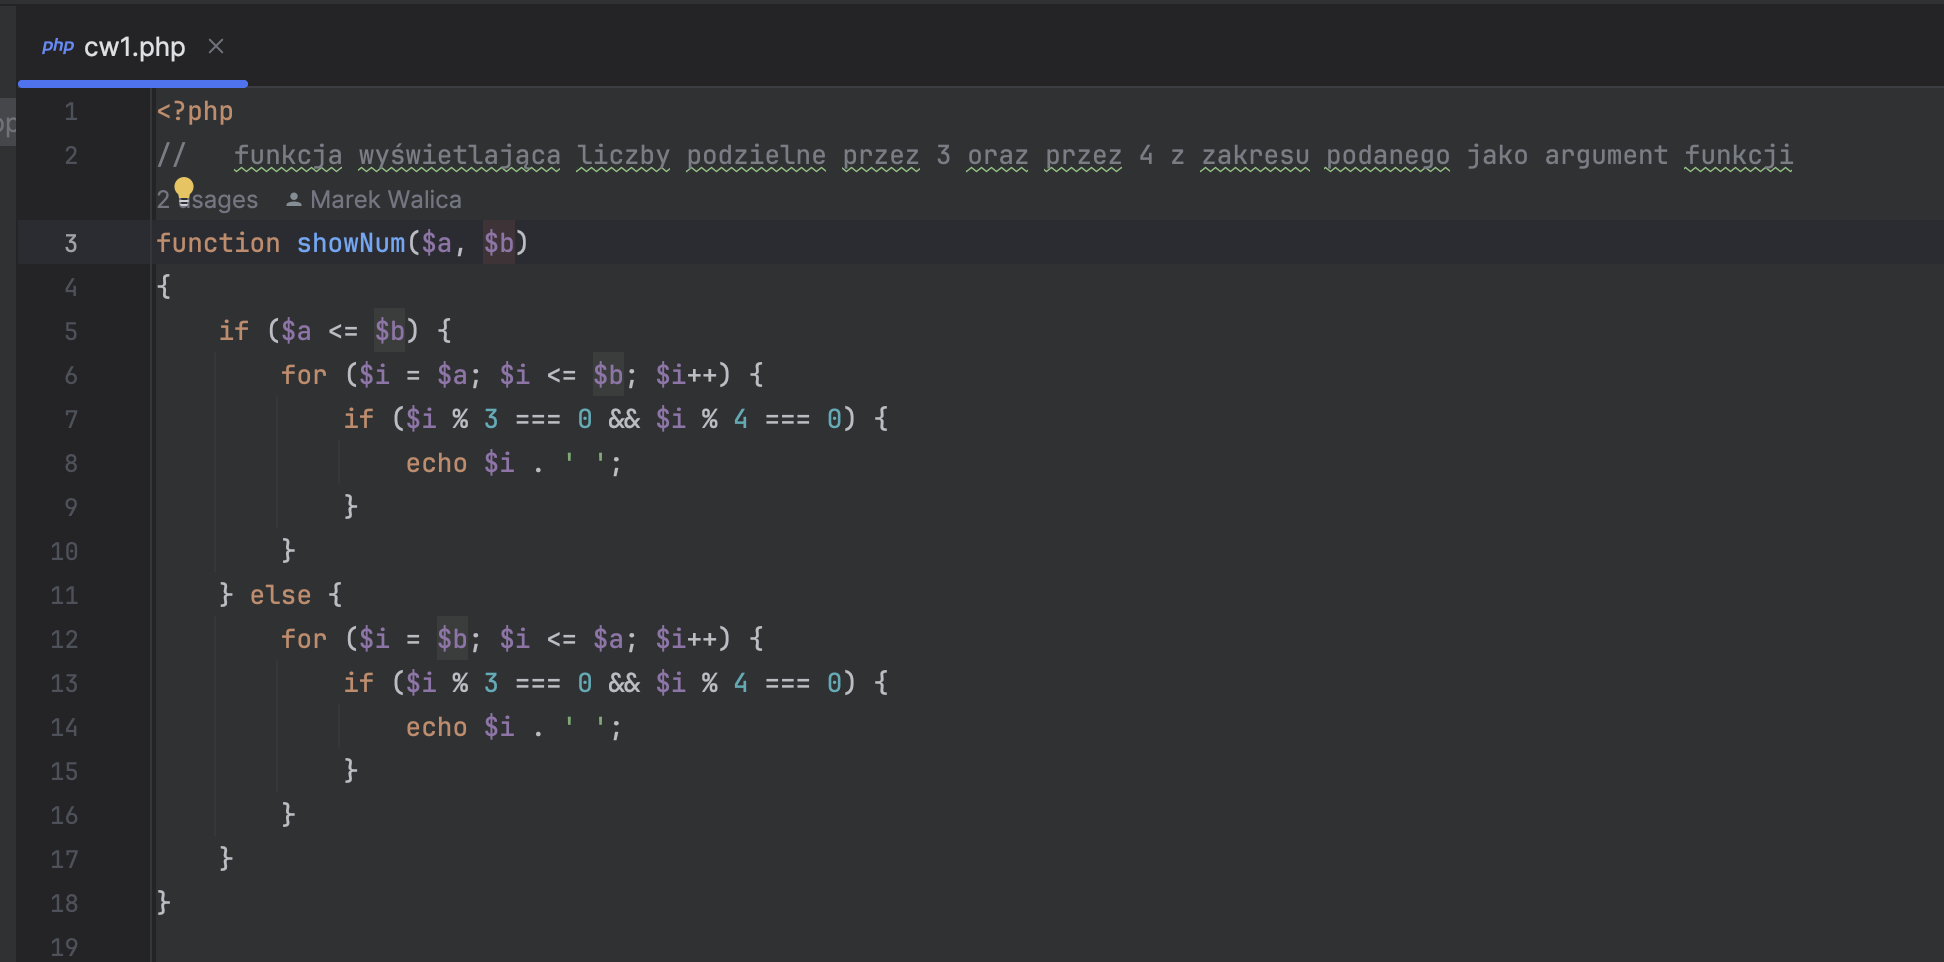 php cw1.php
1 <?php
2 // funkcja wyświetlająca liczby podzielne przez 3 oraz przez 4 z zakresu podanego jako argument funkcji
2 usages Marek Walica
3 function showNum($a, $b)
4 {
5 if ($a <= $b) {
6 for ($i = $a; $i <= $b; $i++) {
7 if ($i % 3 === 0 && $i % 4 === 0) {
8 echo $i . ' ';
9 }
10 }
11 } else {
12 for ($i = $b; $i <= $a; $i++) {
13 if ($i % 3 === 0 && $i % 4 === 0) {
14 echo $i . ' ';
15 }
16 }
17 }
18 }
19